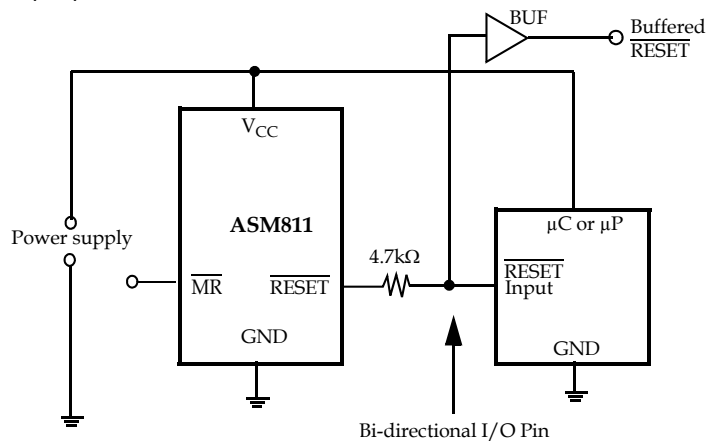 BUF
Buffered
RESET
VCC
ASM811
µC or µP
Power supply
4.7kΩ
MR
RESET
RESET
Input
GND
GND
Bi-directional I/O Pin